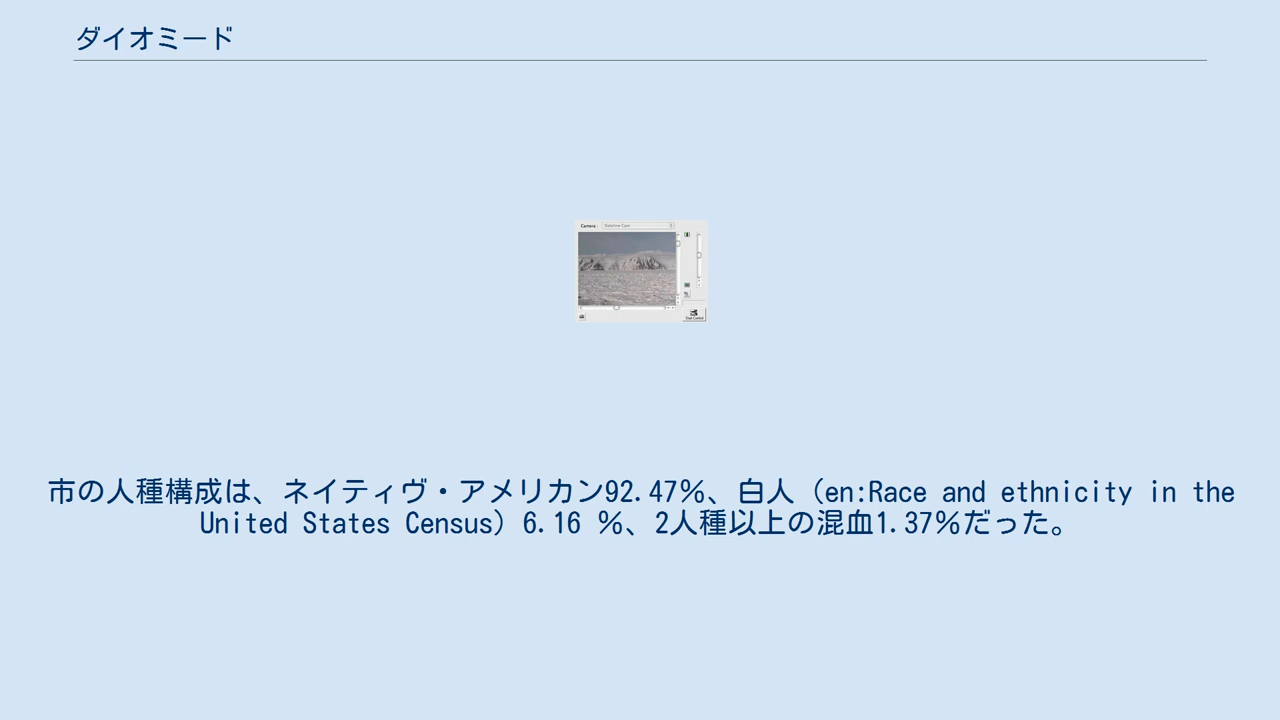 ダイオミード
Camera:
市の人種構成は、ネイティヴ・アメリカン92.47%、白人（en:Race and ethnicity in the
United States Census）6.16 %、2人種以上の混血1.37%だった。